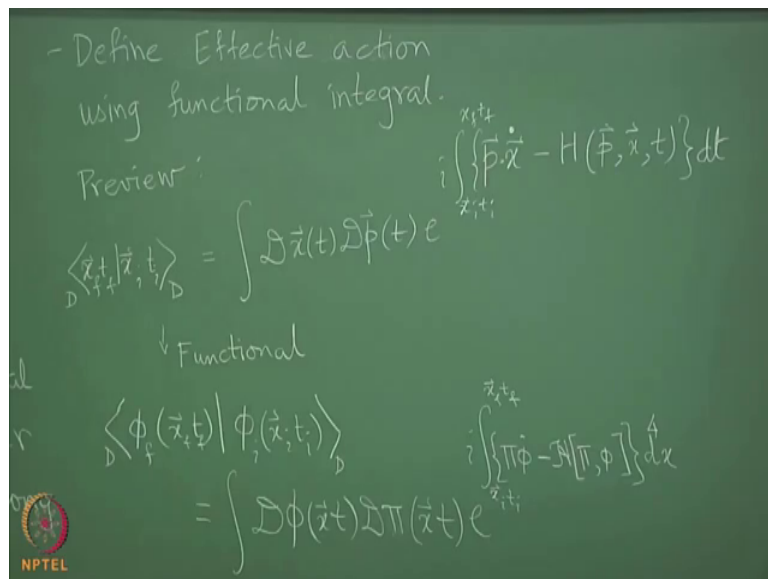 - Define Effective action
using functional integral.
Preview:
_D⟨x⃗_f t_f | x⃗_i t_i⟩_D = ∫ 𝒟x⃗(t) 𝒟p⃗(t) e^{i ∫_{x_i t_i}^{x_f t_f} {p⃗·ẋ⃗ − H(p⃗, x⃗, t)} dt}
↓ Functional
_D⟨φ_f(x⃗_f t_f) | φ_i(x⃗_i t_i)⟩_D
= ∫ 𝒟φ(x⃗t) 𝒟π(x⃗t) e^{i ∫_{x⃗_i t_i}^{x⃗_f t_f} {πφ̇ − ℋ[π, φ]} d⁴x}
NPTEL